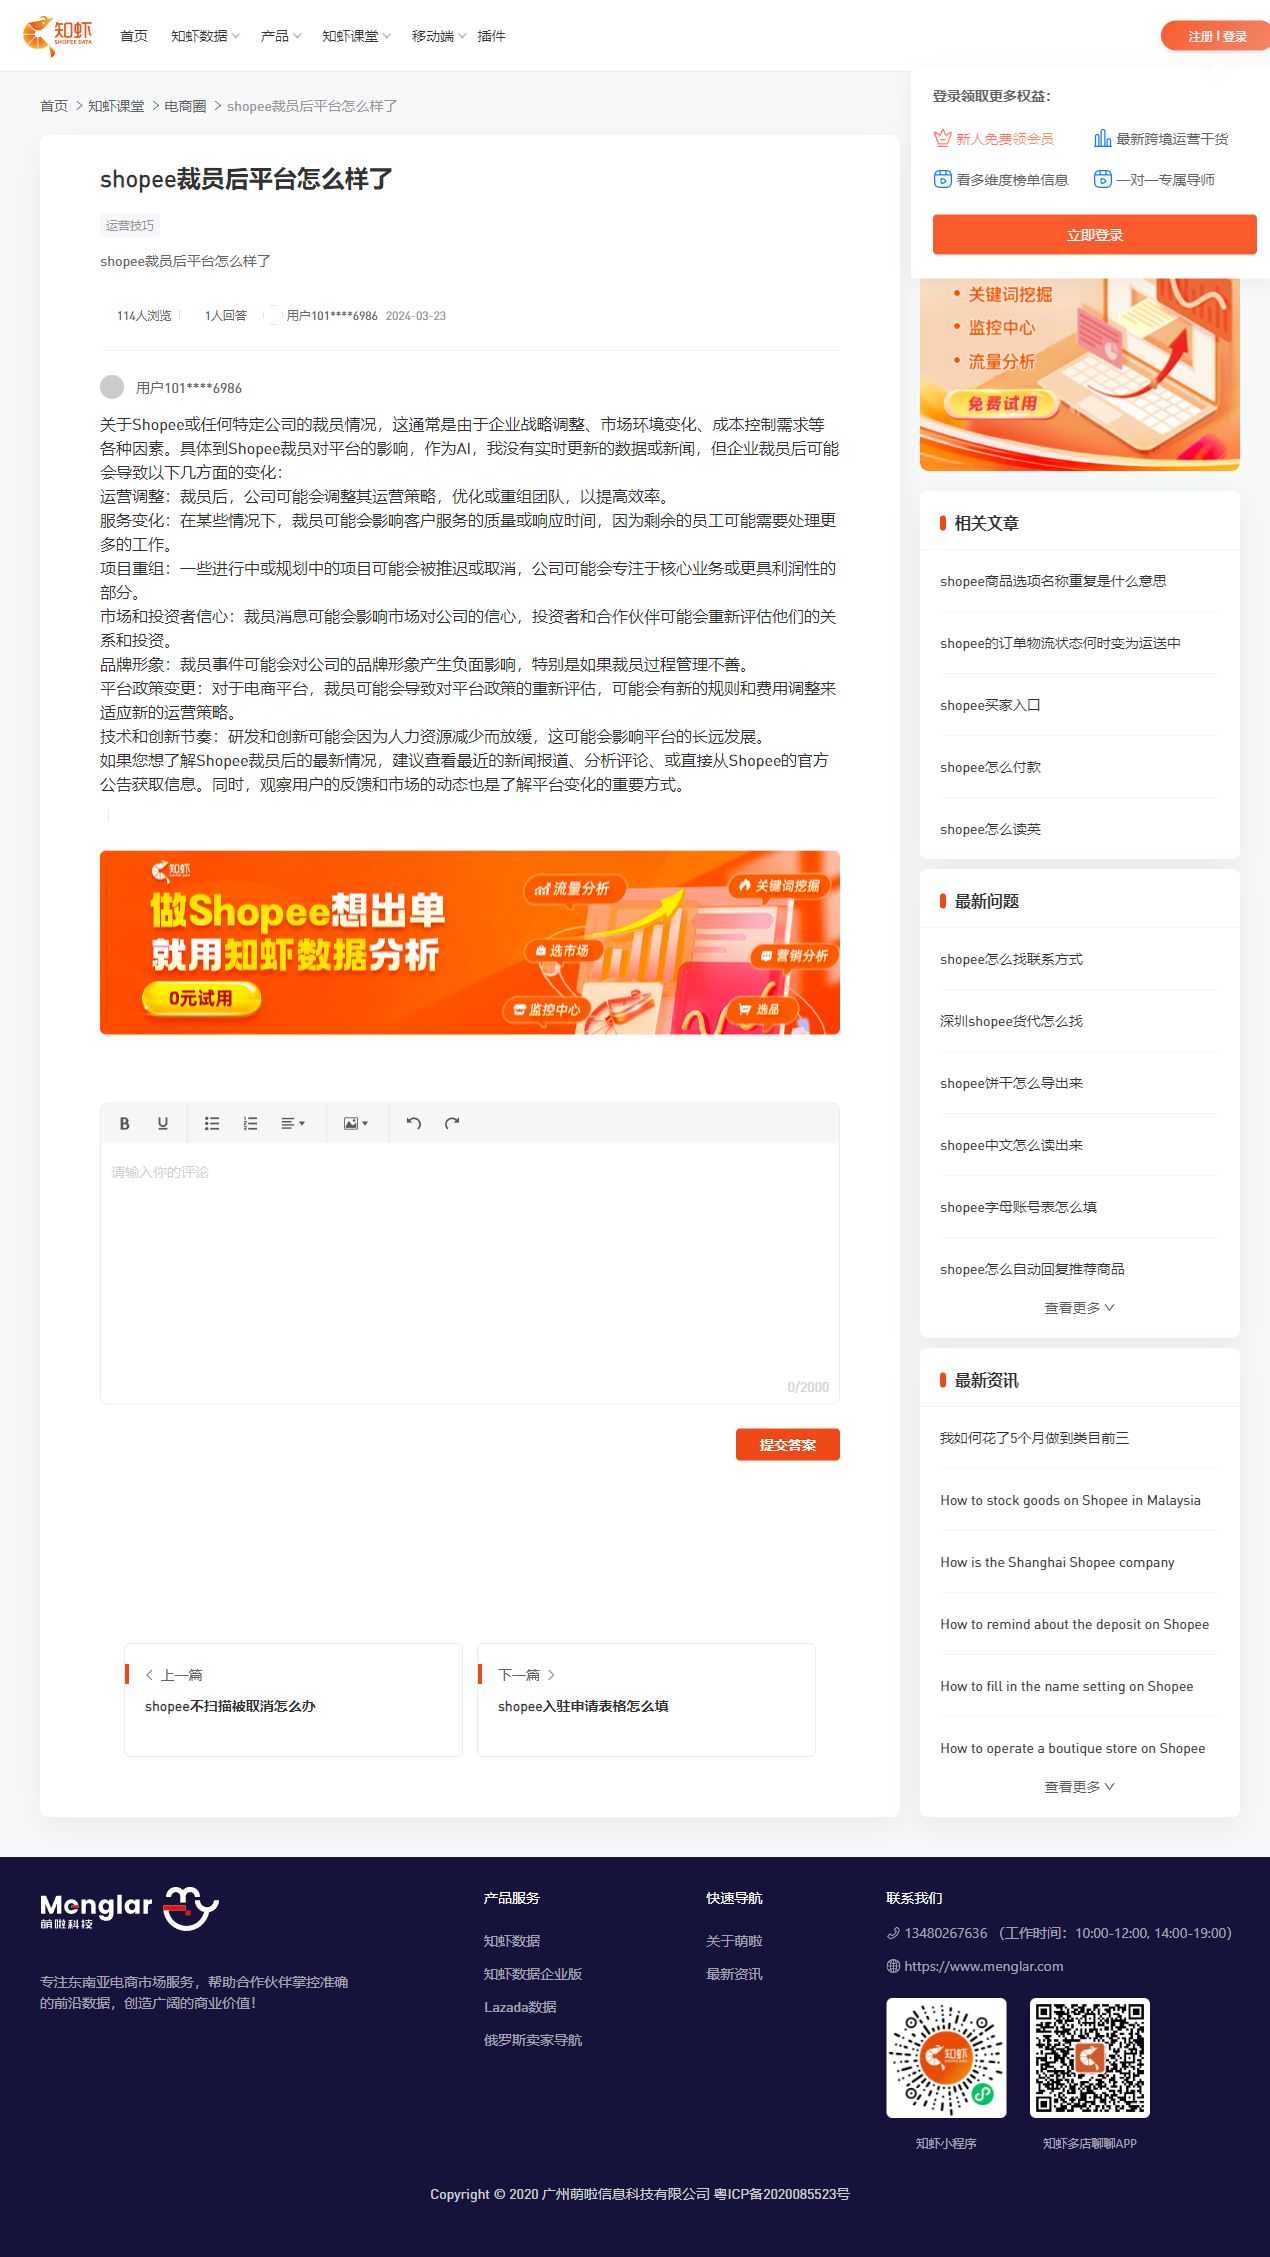 知虾
SHOPEE DATA
首页 知虾数据 产品 知虾课堂 移动端 插件
注册 | 登录
首页 > 知虾课堂 > 电商圈 > shopee裁员后平台怎么样了
登录领取更多权益：
新人免费领会员 最新跨境运营干货
看多维度榜单信息 一对一专属导师
立即登录
shopee裁员后平台怎么样了
运营技巧
shopee裁员后平台怎么样了
114人浏览 1人回答 用户101****6986 2024-03-23
用户101****6986
关于Shopee或任何特定公司的裁员情况，这通常是由于企业战略调整、市场环境变化、成本控制需求等
各种因素。具体到Shopee裁员对平台的影响，作为AI，我没有实时更新的数据或新闻，但企业裁员后可能
会导致以下几方面的变化：
运营调整：裁员后，公司可能会调整其运营策略，优化或重组团队，以提高效率。
服务变化：在某些情况下，裁员可能会影响客户服务的质量或响应时间，因为剩余的员工可能需要处理更
多的工作。
项目重组：一些进行中或规划中的项目可能会被推迟或取消，公司可能会专注于核心业务或更具利润性的
部分。
市场和投资者信心：裁员消息可能会影响市场对公司的信心，投资者和合作伙伴可能会重新评估他们的关
系和投资。
品牌形象：裁员事件可能会对公司的品牌形象产生负面影响，特别是如果裁员过程管理不善。
平台政策变更：对于电商平台，裁员可能会导致对平台政策的重新评估，可能会有新的规则和费用调整来
适应新的运营策略。
技术和创新节奏：研发和创新可能会因为人力资源减少而放缓，这可能会影响平台的长远发展。
如果您想了解Shopee裁员后的最新情况，建议查看最近的新闻报道、分析评论、或直接从Shopee的官方
公告获取信息。同时，观察用户的反馈和市场的动态也是了解平台变化的重要方式。
知虾
做Shopee想出单
就用知虾数据分析
0元试用
流量分析
关键词挖掘
选市场
营销分析
监控中心
选品
请输入你的评论
0/2000
提交答案
< 上一篇
shopee不扫描被取消怎么办
下一篇 >
shopee入驻申请表格怎么填
• 关键词挖掘
• 监控中心
• 流量分析
免费试用
相关文章
shopee商品选项名称重复是什么意思
shopee的订单物流状态何时变为运送中
shopee买家入口
shopee怎么付款
shopee怎么读英
最新问题
shopee怎么找联系方式
深圳shopee货代怎么找
shopee饼干怎么导出来
shopee中文怎么读出来
shopee字母账号表怎么填
shopee怎么自动回复推荐商品
查看更多
最新资讯
我如何花了5个月做到类目前三
How to stock goods on Shopee in Malaysia
How is the Shanghai Shopee company
How to remind about the deposit on Shopee
How to fill in the name setting on Shopee
How to operate a boutique store on Shopee
查看更多
Menglar
萌啦科技
专注东南亚电商市场服务，帮助合作伙伴掌控准确
的前沿数据，创造广阔的商业价值！
产品服务
知虾数据
知虾数据企业版
Lazada数据
俄罗斯卖家导航
快速导航
关于萌啦
最新资讯
联系我们
13480267636 （工作时间：10:00-12:00, 14:00-19:00）
https://www.menglar.com
知虾
知虾小程序 知虾多店聊聊APP
Copyright © 2020 广州萌啦信息科技有限公司 粤ICP备2020085523号